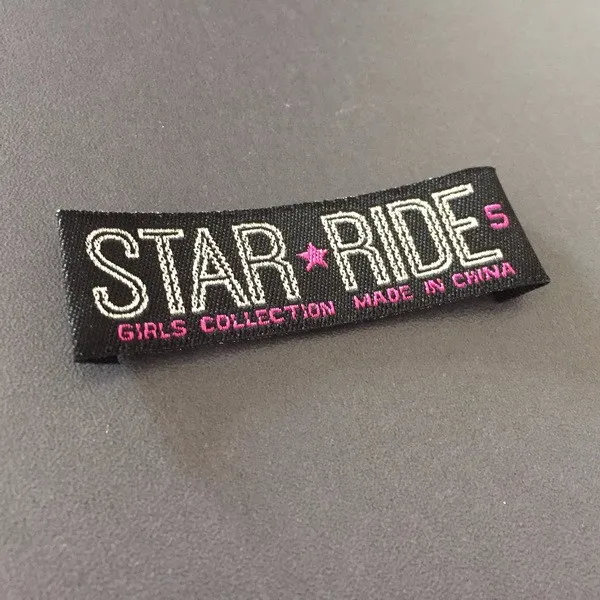 STAR★RIDE S
GIRLS COLLECTION MADE IN CHINA